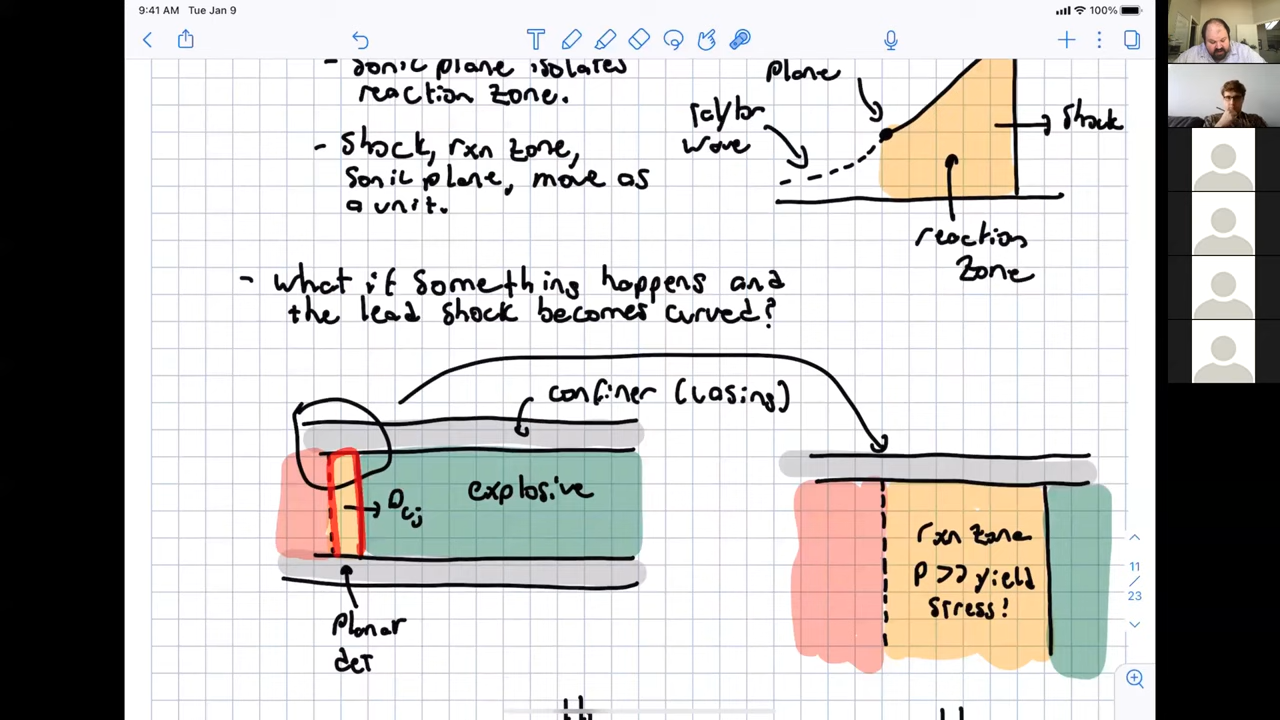 9:41 AM Tue Jan 9
100%
- Sonic plane isolates
reaction zone.
- Shock, rxn zone,
Sonic plane, move as
a unit.
plane
Taylor
wave
Shock
reaction
Zone
- What if something happens and
the lead shock becomes curved?
confiner (casing)
explosive
DCJ
Planar
det
rxn zone
P >> yield
stress!
11
/
23